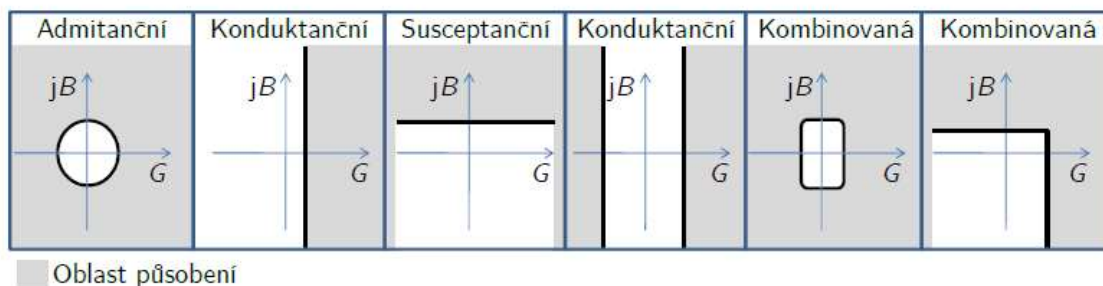 Admitanční Konduktanční Susceptanční Konduktanční Kombinovaná Kombinovaná
jB jB jB jB jB jB
G G G G G G
Oblast působení